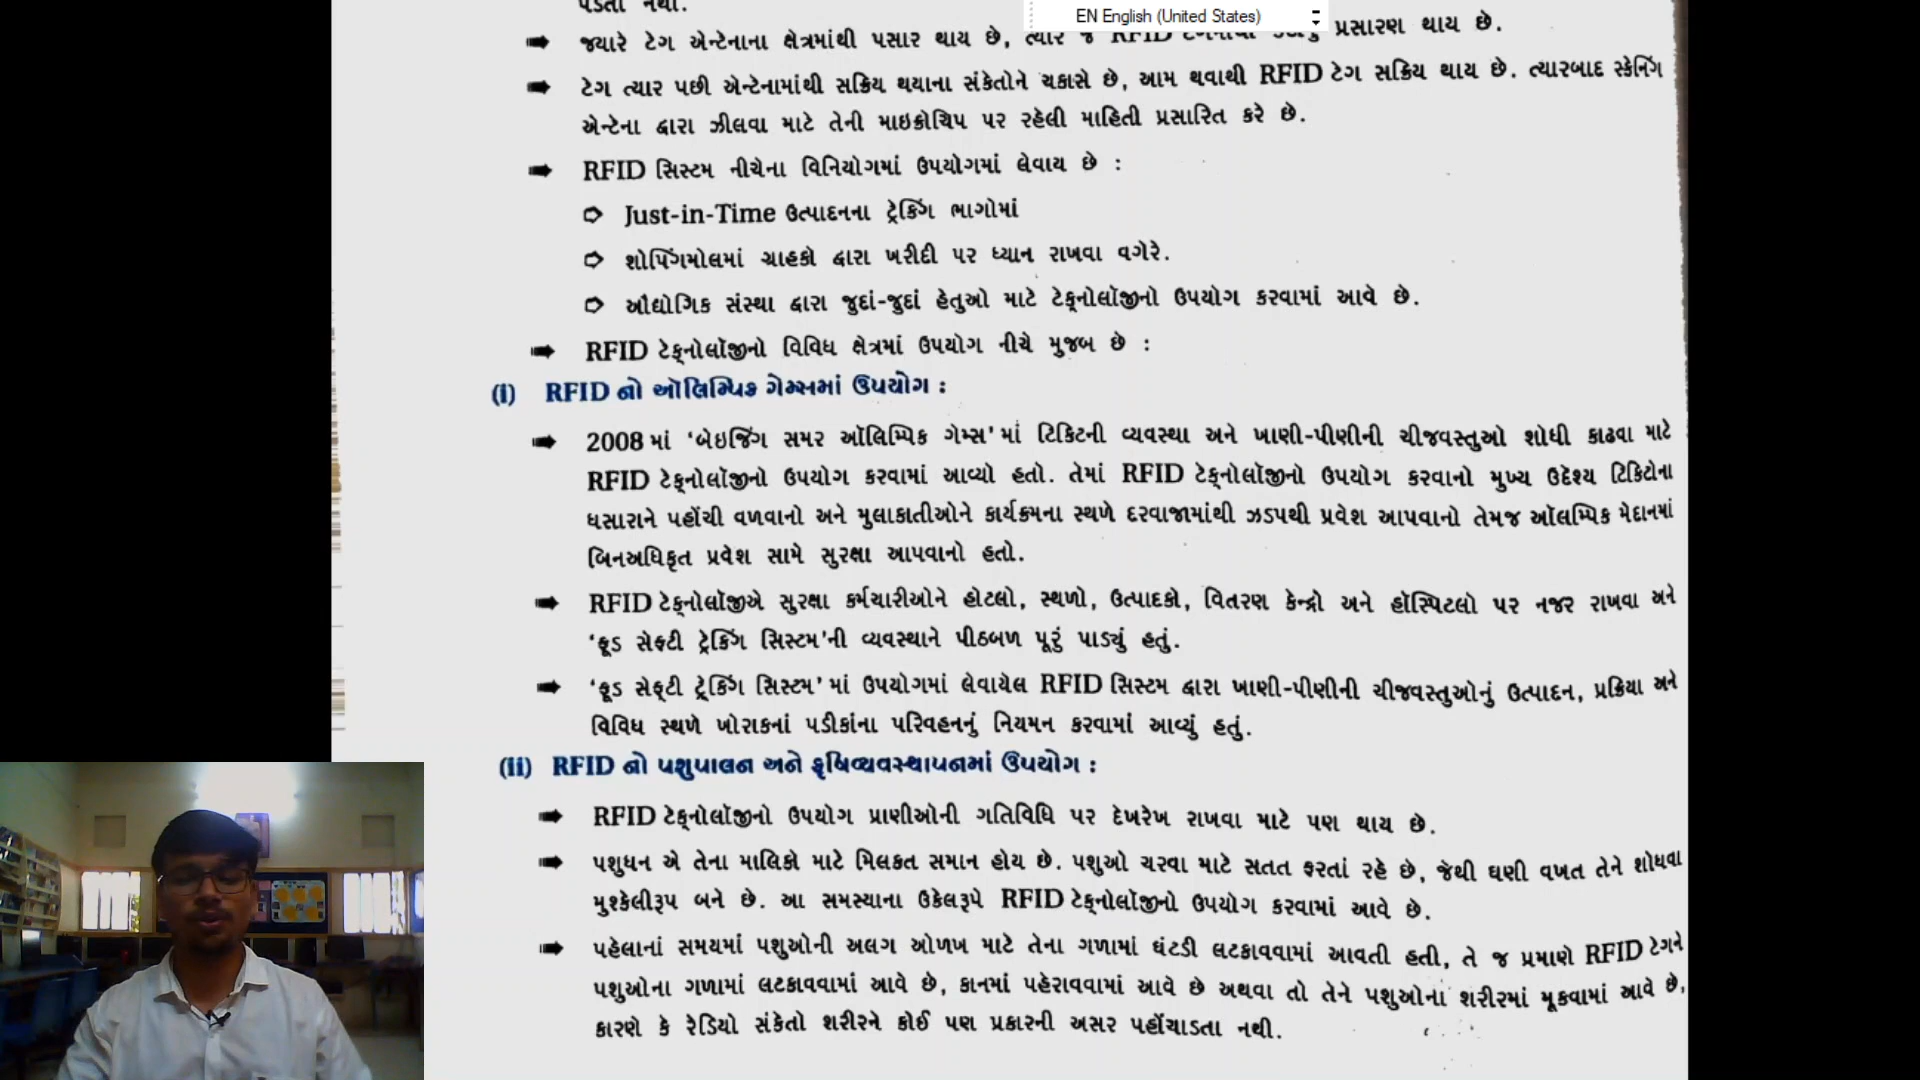 પડતી નથી.
EN English (United States)
➡ જ્યારે ટેગ એન્ટેનાના ક્ષેત્રમાંથી પસાર થાય છે, ત્યારે જ RFID પ્રસારણ થાય છે.
➡ ટેગ ત્યાર પછી એન્ટેનામાંથી સક્રિય થયાના સંકેતોને ચકાસે છે, આમ થવાથી RFID ટેગ સક્રિય થાય છે. ત્યારબાદ સ્કેનિંગ
એન્ટેના દ્વારા ઝીલવા માટે તેની માઇક્રોચિપ પર રહેલી માહિતી પ્રસારિત કરે છે.
➡ RFID સિસ્ટમ નીચેના વિનિયોગમાં ઉપયોગમાં લેવાય છે :
➪ Just-in-Time ઉત્પાદનના ટ્રેકિંગ ભાગોમાં
➪ શોપિંગમોલમાં ગ્રાહકો દ્વારા ખરીદી પર ધ્યાન રાખવા વગેરે.
➪ ઔદ્યોગિક સંસ્થા દ્વારા જુદાં-જુદાં હેતુઓ માટે ટેક્નોલૉજીનો ઉપયોગ કરવામાં આવે છે.
➡ RFID ટેક્નોલૉજીનો વિવિધ ક્ષેત્રમાં ઉપયોગ નીચે મુજબ છે :
(i) RFID નો ઑલિમ્પિક ગેમ્સમાં ઉપયોગ :
➡ 2008 માં ‘બેઇજિંગ સમર ઑલિમ્પિક ગેમ્સ’માં ટિકિટની વ્યવસ્થા અને ખાણી-પીણીની ચીજવસ્તુઓ શોધી કાઢવા માટે
RFID ટેક્નોલૉજીનો ઉપયોગ કરવામાં આવ્યો હતો. તેમાં RFID ટેક્નોલૉજીનો ઉપયોગ કરવાનો મુખ્ય ઉદ્દેશ્ય ટિકિટોના
ધસારાને પહોંચી વળવાનો અને મુલાકાતીઓને કાર્યક્રમના સ્થળે દરવાજામાંથી ઝડપથી પ્રવેશ આપવાનો તેમજ ઑલમ્પિક મેદાનમાં
બિનઅધિકૃત પ્રવેશ સામે સુરક્ષા આપવાનો હતો.
➡ RFID ટેક્નોલૉજીએ સુરક્ષા કર્મચારીઓને હોટલો, સ્થળો, ઉત્પાદકો, વિતરણ કેન્દ્રો અને હૉસ્પિટલો પર નજર રાખવા અને
‘ફૂડ સેફ્ટી ટ્રેકિંગ સિસ્ટમ’ની વ્યવસ્થાને પીઠબળ પૂરું પાડ્યું હતું.
➡ ‘ફૂડ સેફ્ટી ટ્રેકિંગ સિસ્ટમ’માં ઉપયોગમાં લેવાયેલ RFID સિસ્ટમ દ્વારા ખાણી-પીણીની ચીજવસ્તુઓનું ઉત્પાદન, પ્રક્રિયા અને
વિવિધ સ્થળે ખોરાકનાં પડીકાંના પરિવહનનું નિયમન કરવામાં આવ્યું હતું.
(ii) RFID નો પશુપાલન અને કૃષિવ્યવસ્થાપનમાં ઉપયોગ :
➡ RFID ટેક્નોલૉજીનો ઉપયોગ પ્રાણીઓની ગતિવિધિ પર દેખરેખ રાખવા માટે પણ થાય છે.
➡ પશુધન એ તેના માલિકો માટે મિલકત સમાન હોય છે. પશુઓ ચરવા માટે સતત ફરતાં રહે છે, જેથી ઘણી વખત તેને શોધવા
મુશ્કેલીરૂપ બને છે. આ સમસ્યાના ઉકેલરૂપે RFID ટેક્નોલૉજીનો ઉપયોગ કરવામાં આવે છે.
➡ પહેલાનાં સમયમાં પશુઓની અલગ ઓળખ માટે તેના ગળામાં ઘંટડી લટકાવવામાં આવતી હતી, તે જ પ્રમાણે RFID ટેગને
પશુઓના ગળામાં લટકાવવામાં આવે છે, કાનમાં પહેરાવવામાં આવે છે અથવા તો તેને પશુઓના શરીરમાં મૂકવામાં આવે છે,
કારણે કે રેડિયો સંકેતો શરીરને કોઈ પણ પ્રકારની અસર પહોંચાડતા નથી.